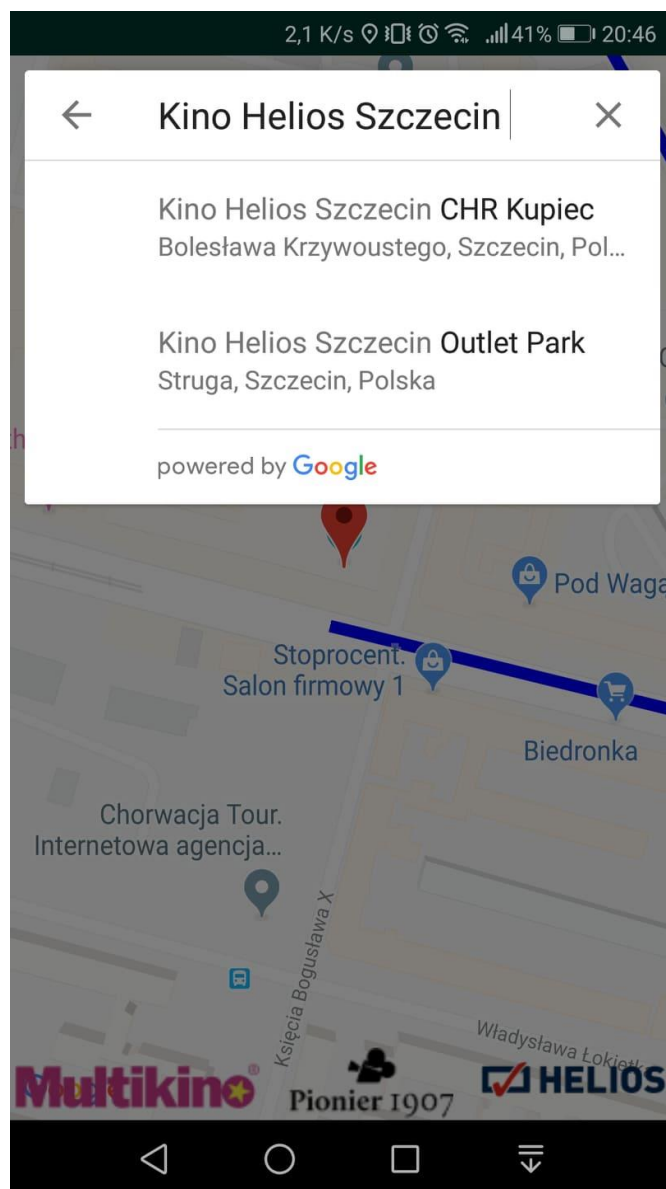 2,1 K/s 41% 20:46
Kino Helios Szczecin
Kino Helios Szczecin CHR Kupiec
Bolesława Krzywoustego, Szczecin, Pol...
Kino Helios Szczecin Outlet Park
Struga, Szczecin, Polska
powered by Google
Pod Waga
Stoprocent.
Salon firmowy 1
Biedronka
Chorwacja Tour.
Internetowa agencja...
Księcia Bogusława X
Władysława Łokietk
Multikino®
Pionier 1907
HELIOS